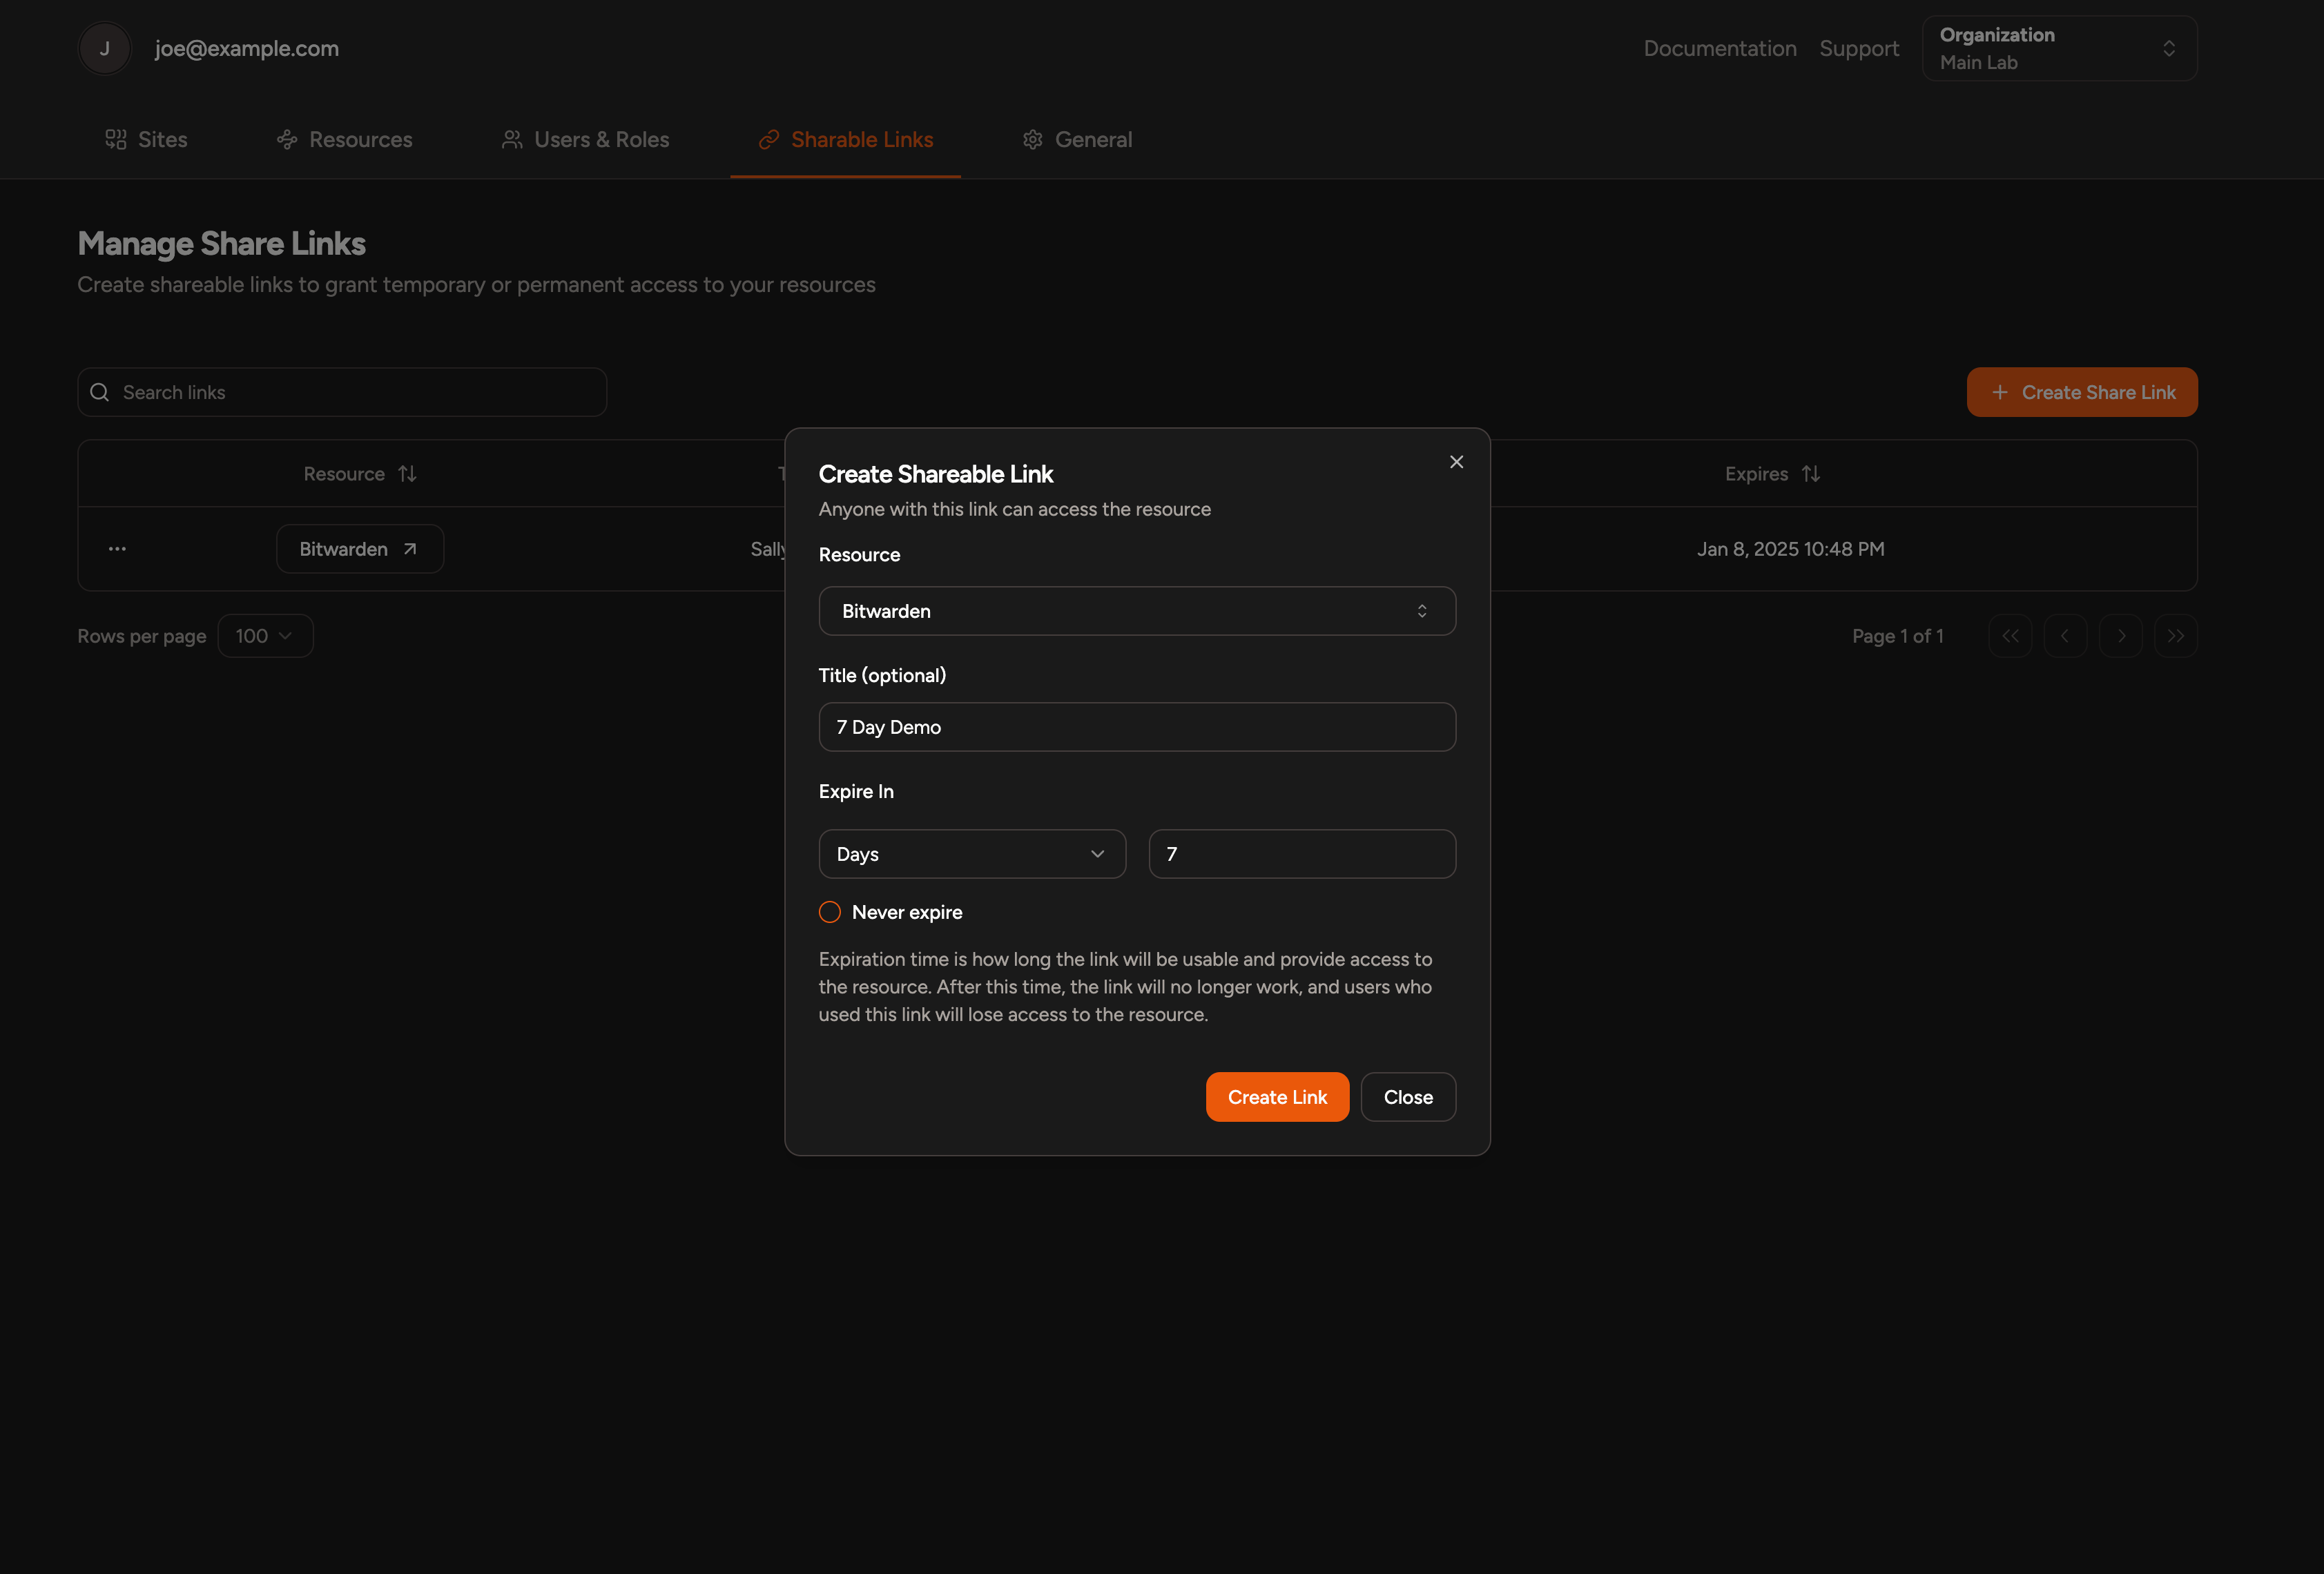 J
joe@example.com
Documentation
Support
Organization
Main Lab
Sites
Resources
Users & Roles
Sharable Links
General
Manage Share Links
Create shareable links to grant temporary or permanent access to your resources
Search links
Create Share Link
Resource
Expires
Bitwarden
Jan 8, 2025 10:48 PM
Rows per page
100
Page 1 of 1
Create Shareable Link
Anyone with this link can access the resource
Resource
Bitwarden
Title (optional)
7 Day Demo
Expire In
Days
7
Never expire
Expiration time is how long the link will be usable and provide access to
the resource. After this time, the link will no longer work, and users who
used this link will lose access to the resource.
Create Link
Close